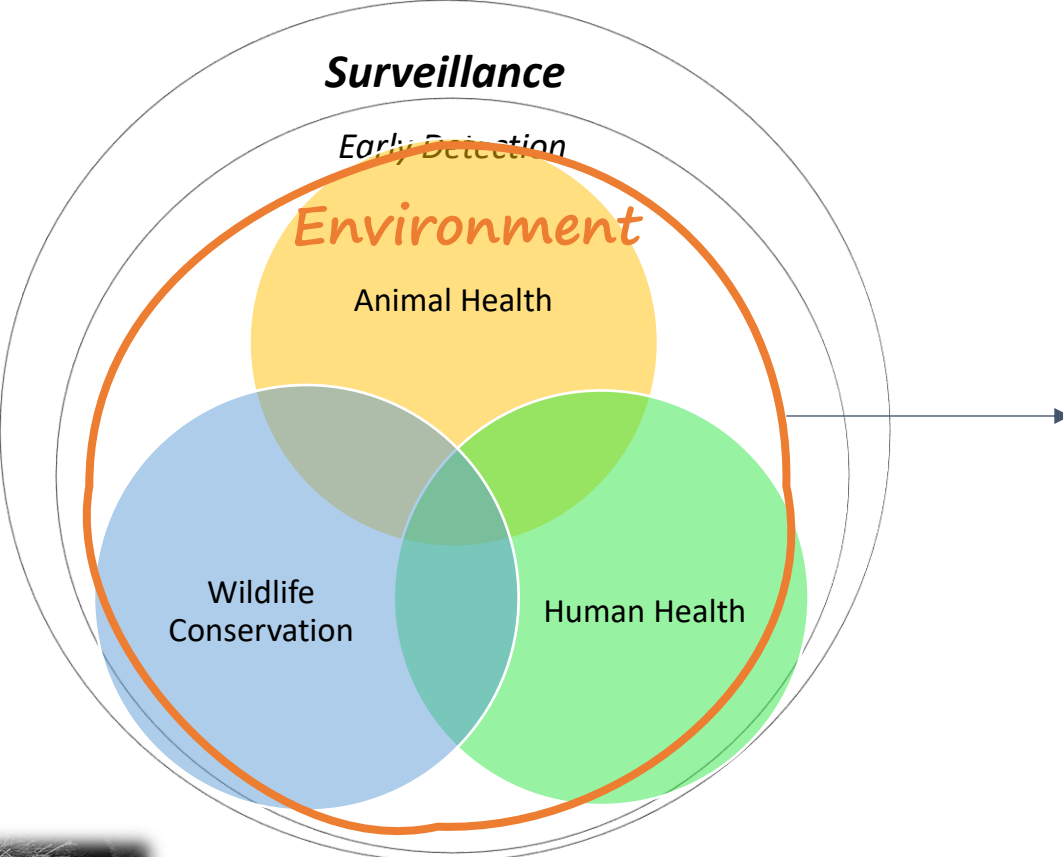 Surveillance
Early Detection
Environment
Animal Health
Wildlife
Conservation
Human Health